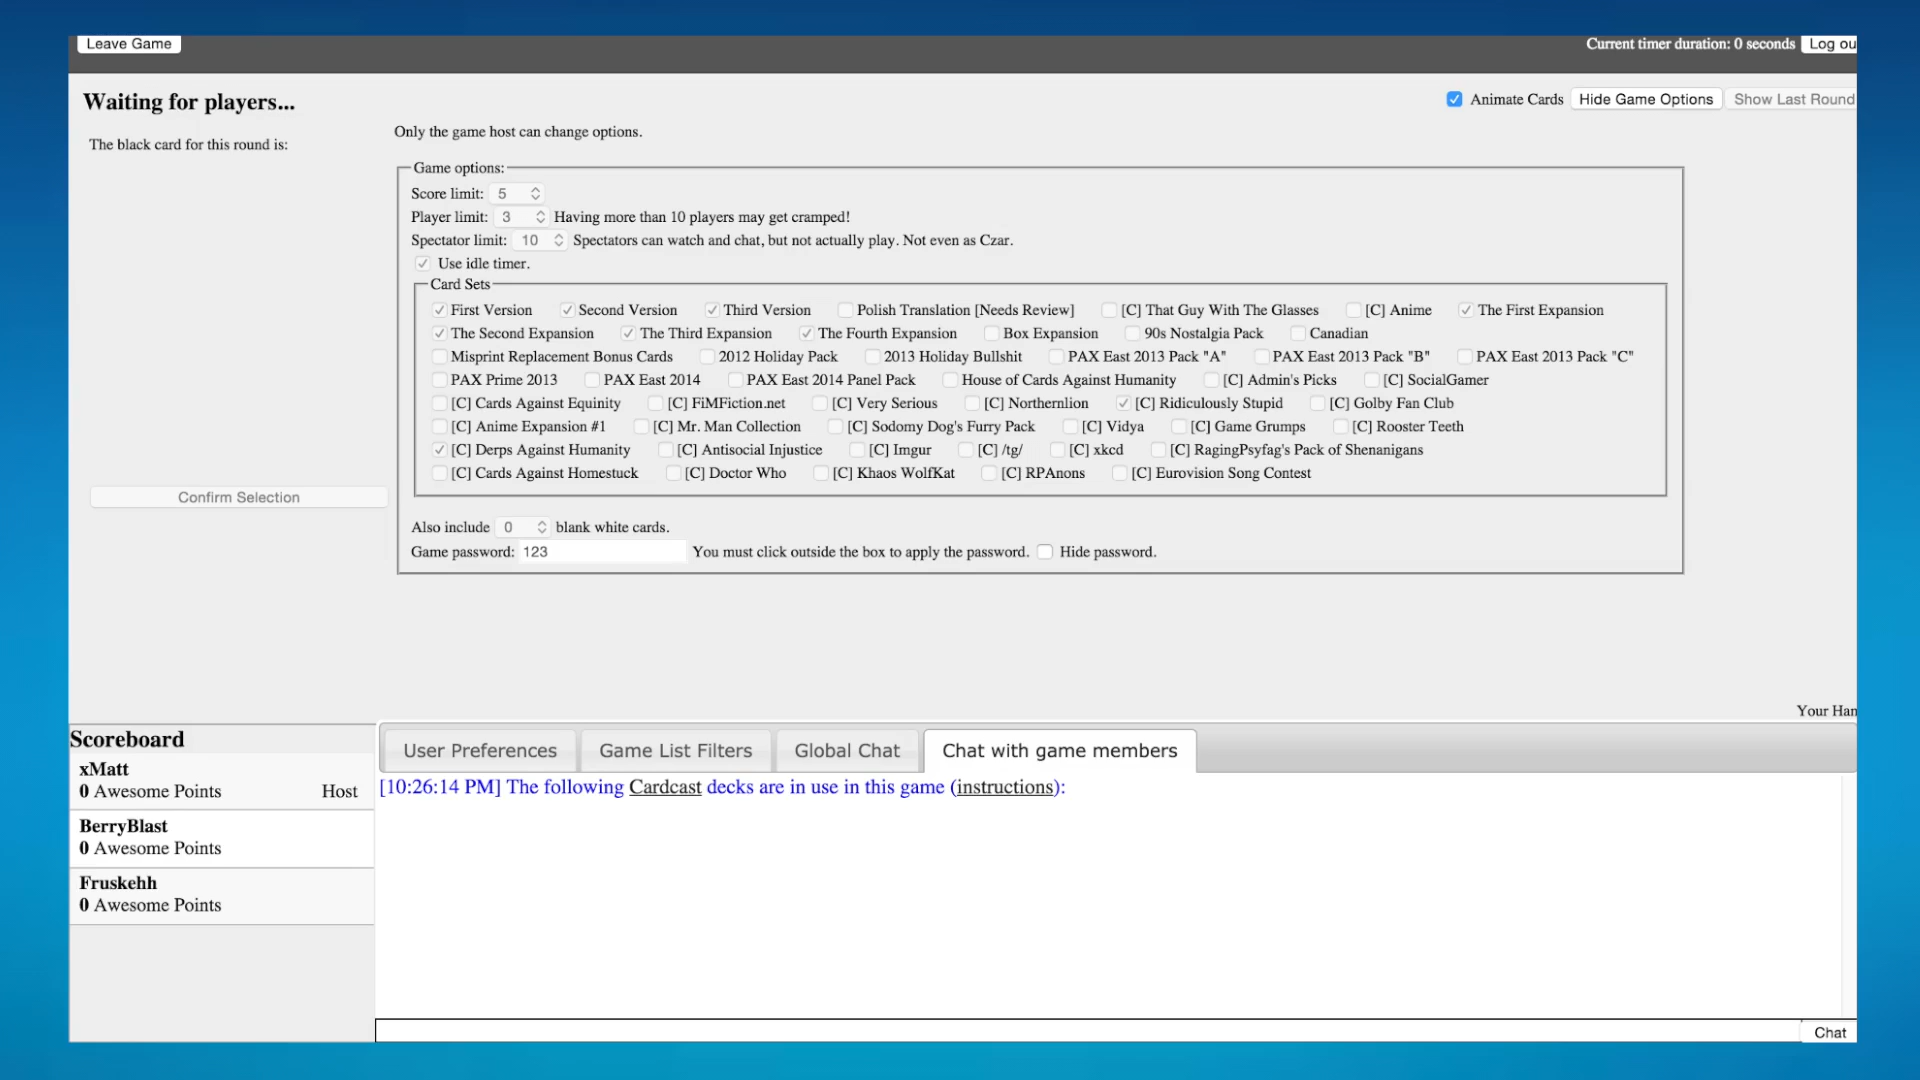 Leave Game
Current timer duration: 0 seconds Log ou
Waiting for players...
Animate Cards Hide Game Options Show Last Round
The black card for this round is:
Only the game host can change options.
Game options:
Score limit: 5
Player limit: 3 Having more than 10 players may get cramped!
Spectator limit: 10 Spectators can watch and chat, but not actually play. Not even as Czar.
Use idle timer.
Card Sets
First Version Second Version Third Version Polish Translation [Needs Review] [C] That Guy With The Glasses [C] Anime The First Expansion
The Second Expansion The Third Expansion The Fourth Expansion Box Expansion 90s Nostalgia Pack Canadian
Misprint Replacement Bonus Cards 2012 Holiday Pack 2013 Holiday Bullshit PAX East 2013 Pack "A" PAX East 2013 Pack "B" PAX East 2013 Pack "C"
PAX Prime 2013 PAX East 2014 PAX East 2014 Panel Pack House of Cards Against Humanity [C] Admin's Picks [C] SocialGamer
[C] Cards Against Equinity [C] FiMFiction.net [C] Very Serious [C] Northernlion [C] Ridiculously Stupid [C] Golby Fan Club
[C] Anime Expansion #1 [C] Mr. Man Collection [C] Sodomy Dog's Furry Pack [C] Vidya [C] Game Grumps [C] Rooster Teeth
[C] Derps Against Humanity [C] Antisocial Injustice [C] Imgur [C] /tg/ [C] xkcd [C] RagingPsyfag's Pack of Shenanigans
[C] Cards Against Homestuck [C] Doctor Who [C] Khaos WolfKat [C] RPAnons [C] Eurovision Song Contest
Confirm Selection
Also include 0 blank white cards.
Game password: 123 You must click outside the box to apply the password. Hide password.
Your Han
Scoreboard
xMatt
0 Awesome Points Host
BerryBlast
0 Awesome Points
Fruskehh
0 Awesome Points
User Preferences Game List Filters Global Chat Chat with game members
[10:26:14 PM] The following Cardcast decks are in use in this game (instructions):
Chat